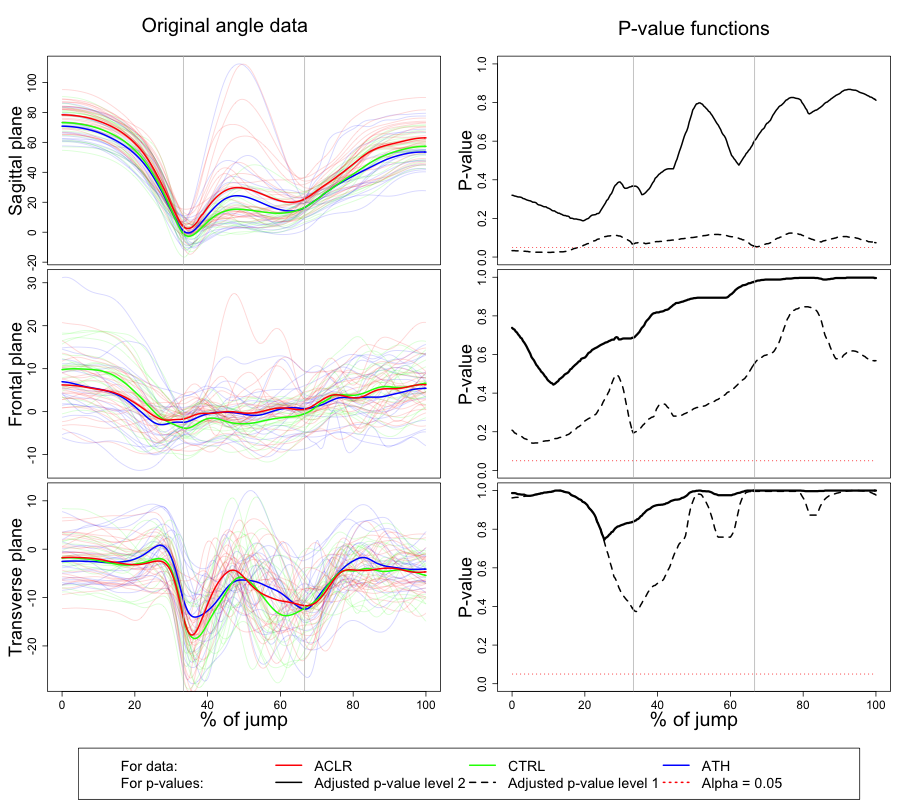 Original angle data
P-value functions
Sagittal plane
-20 0 20 40 60 80 100
P-value
0.0 0.2 0.4 0.6 0.8 1.0
Frontal plane
-10 0 10 20 30
P-value
0.0 0.2 0.4 0.6 0.8 1.0
Transverse plane
-20 -10 0 10
P-value
0.0 0.2 0.4 0.6 0.8 1.0
0 20 40 60 80 100
% of jump
0 20 40 60 80 100
% of jump
For data: ACLR CTRL ATH
For p-values: Adjusted p-value level 2 Adjusted p-value level 1 Alpha = 0.05